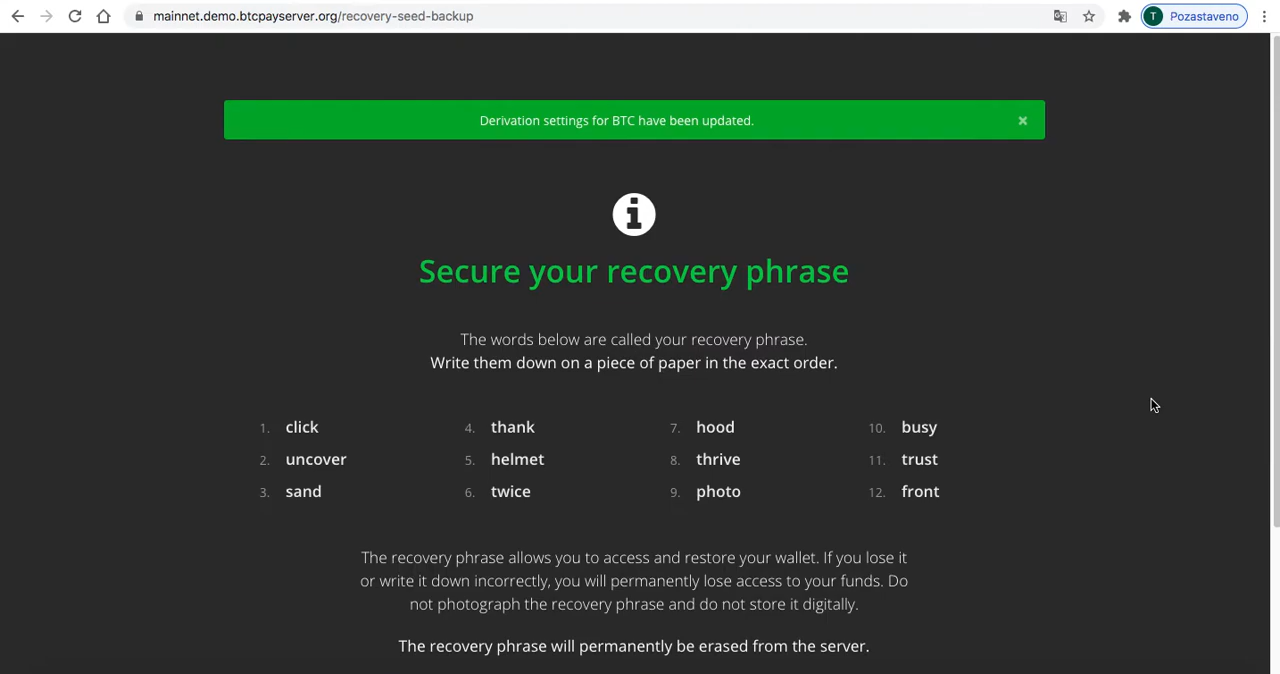 mainnet.demo.btcpayserver.org/recovery-seed-backup
T Pozastaveno
Derivation settings for BTC have been updated. ×
Secure your recovery phrase
The words below are called your recovery phrase.
Write them down on a piece of paper in the exact order.
1. click
2. uncover
3. sand
4. thank
5. helmet
6. twice
7. hood
8. thrive
9. photo
10. busy
11. trust
12. front
The recovery phrase allows you to access and restore your wallet. If you lose it
or write it down incorrectly, you will permanently lose access to your funds. Do
not photograph the recovery phrase and do not store it digitally.
The recovery phrase will permanently be erased from the server.